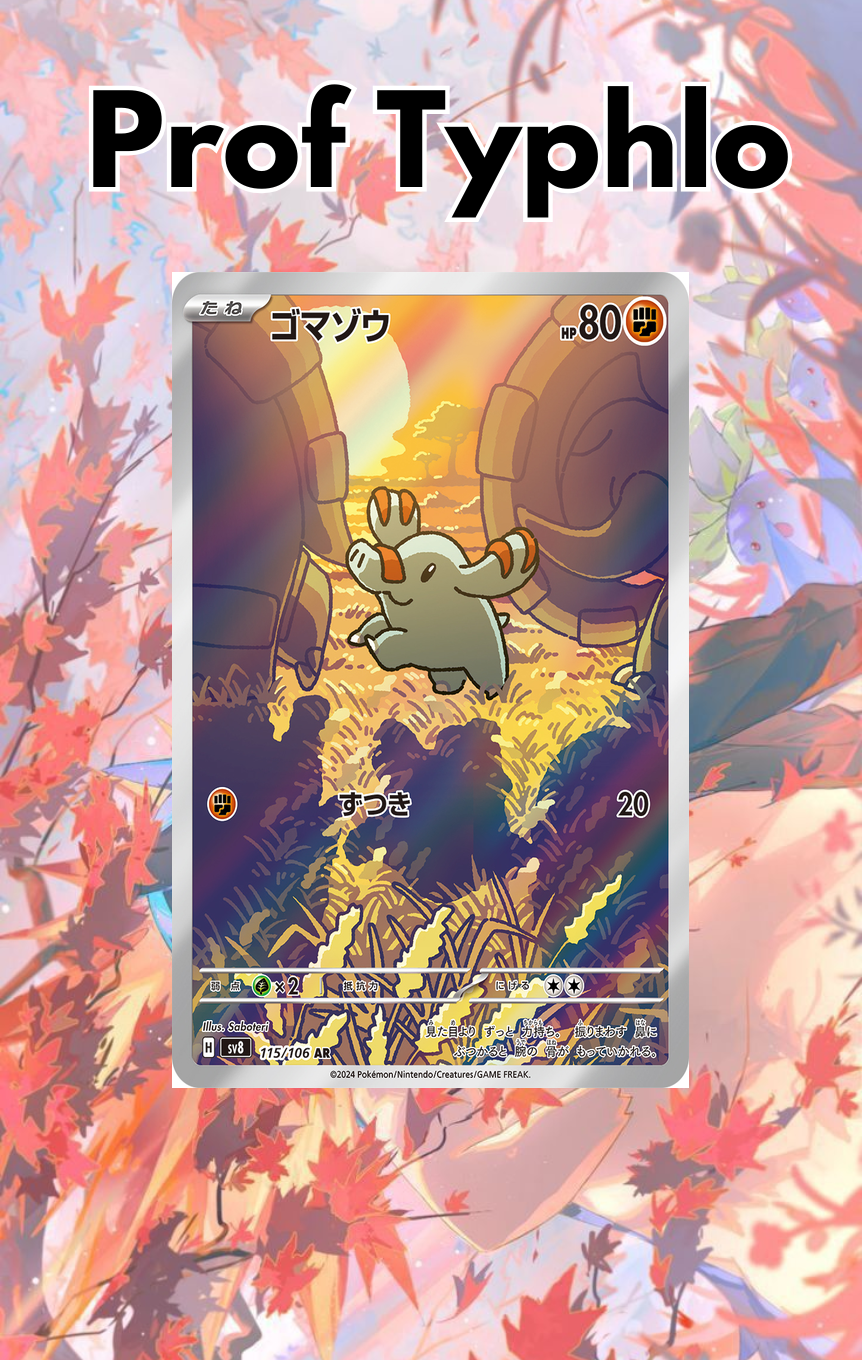 Prof Typhlo
たね
ゴマゾウ
HP80
ずつき 20
弱点 ×2 抵抗力 にげる
Illus. Saboteri
見た目より ずっと 力持ち。 振りまわす 鼻に
ぶつかると 腕の 骨が もっていかれる。
H sv8 115/106 AR
©2024 Pokémon/Nintendo/Creatures/GAME FREAK.